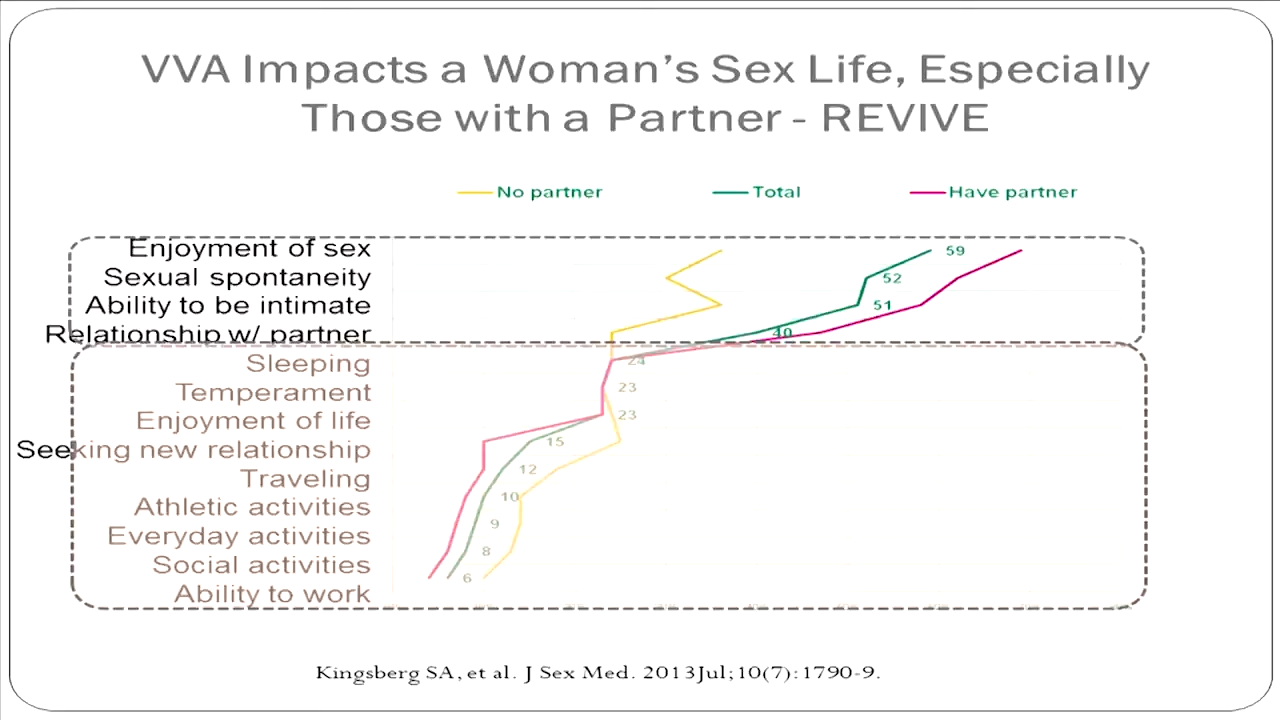 VVA Impacts a Woman's Sex Life, Especially
Those with a Partner - REVIVE
No partner
Total
Have partner
Enjoyment of sex
59
Sexual spontaneity
52
Ability to be intimate
51
Relationship w/ partner
40
Sleeping
24
Temperament
23
Enjoyment of life
23
Seeking new relationship
15
Traveling
12
Athletic activities
10
Everyday activities
9
Social activities
8
Ability to work
6
Kingsberg SA, et al. J Sex Med. 2013Jul;10(7):1790-9.